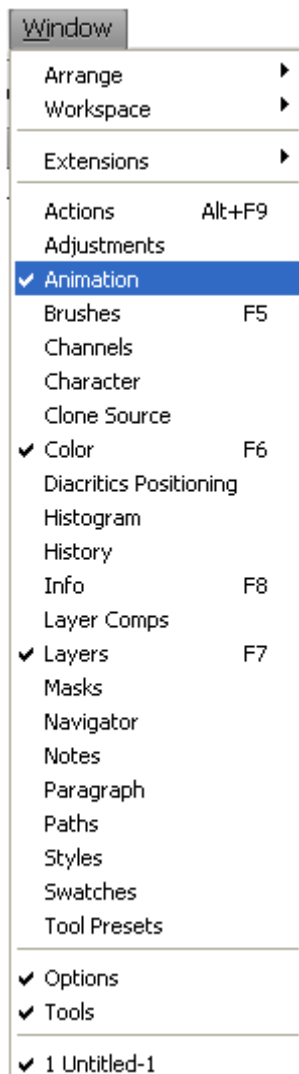 Window
Arrange
Workspace
Extensions
Actions Alt+F9
Adjustments
Animation
Brushes F5
Channels
Character
Clone Source
Color F6
Diacritics Positioning
Histogram
History
Info F8
Layer Comps
Layers F7
Masks
Navigator
Notes
Paragraph
Paths
Styles
Swatches
Tool Presets
Options
Tools
1 Untitled-1